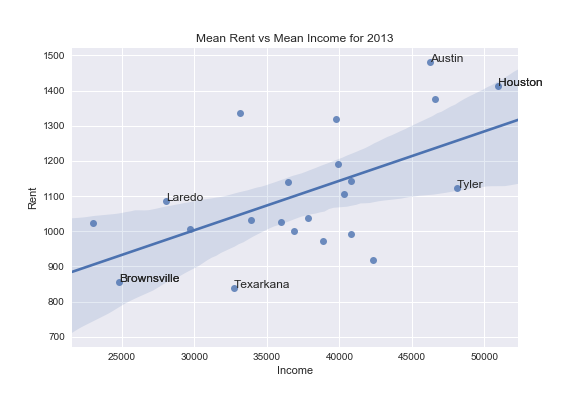 Mean Rent vs Mean Income for 2013
1500
Austin
Houston
1400
1300
1200
Tyler
Rent
1100
Laredo
1000
900
Brownsville
Texarkana
800
700
25000 30000 35000 40000 45000 50000
Income